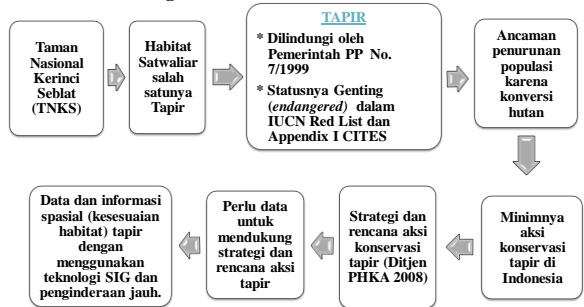 Taman
Nasional
Kerinci
Seblat
(TNKS)
Habitat
Satwaliar
salah
satunya
Tapir
TAPIR
* Dilindungi oleh
Pemerintah PP No.
7/1999
* Statusnya Genting
(endangered) dalam
IUCN Red List dan
Appendix I CITES
Ancaman
penurunan
populasi
karena
konversi
hutan
Minimnya
aksi
konservasi
tapir di
Indonesia
Strategi dan
rencana aksi
konservasi
tapir (Ditjen
PHKA 2008)
Perlu data
untuk
mendukung
strategi dan
rencana aksi
tapir
Data dan informasi
spasial (kesesuaian
habitat) tapir
dengan
menggunakan
teknologi SIG dan
penginderaan jauh.